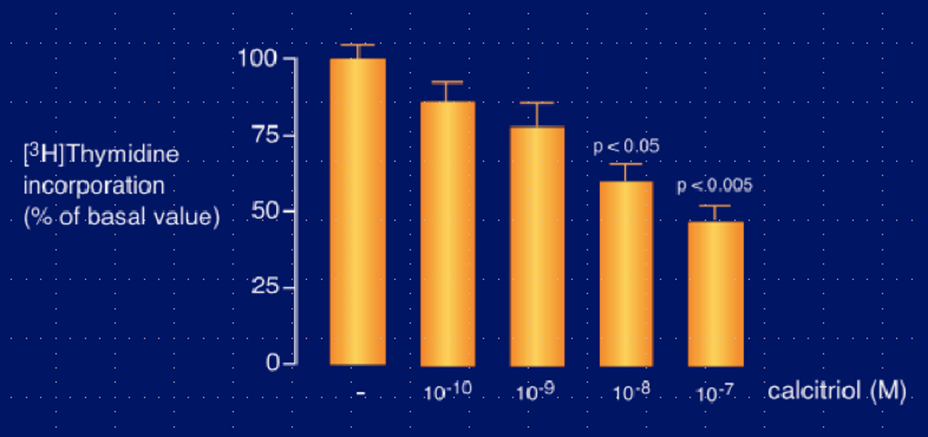 100
75
50
25
0
[³H]Thymidine
incorporation
(% of basal value)
p < 0.05
p < 0.005
- 10⁻¹⁰ 10⁻⁹ 10⁻⁸ 10⁻⁷ calcitriol (M)